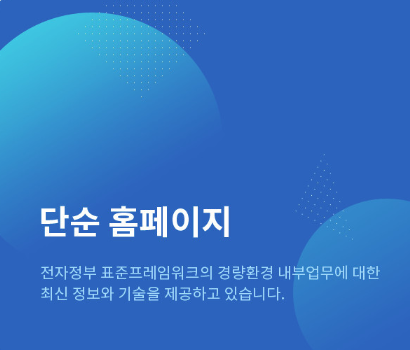 단순 홈페이지
전자정부 표준프레임워크의 경량환경 내부업무에 대한
최신 정보와 기술을 제공하고 있습니다.